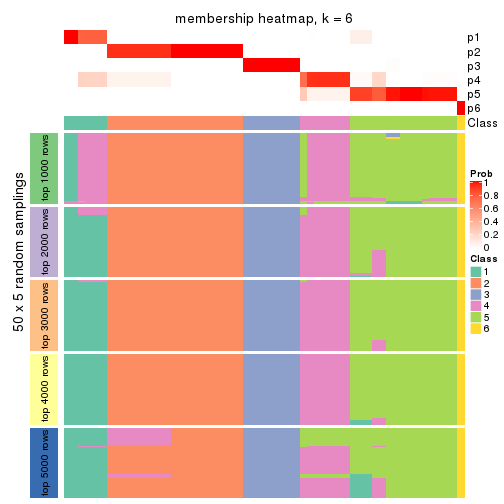 membership heatmap, k = 6
p1
p2
p3
p4
p5
p6
Class
50 x 5 random samplings
top 1000 rows
top 2000 rows
top 3000 rows
top 4000 rows
top 5000 rows
Prob
1
0.8
0.6
0.4
0.2
0
Class
1
2
3
4
5
6